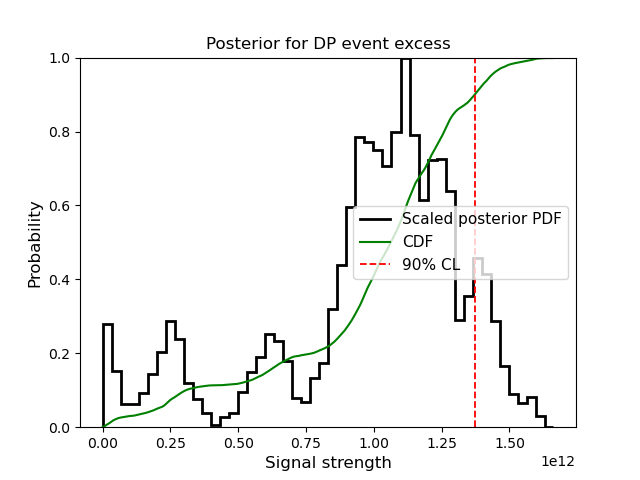 Posterior for DP event excess
1.0
0.8
0.6
0.4
0.2
0.0
Probability
Scaled posterior PDF
CDF
90% CL
0.00 0.25 0.50 0.75 1.00 1.25 1.50
1e12
Signal strength